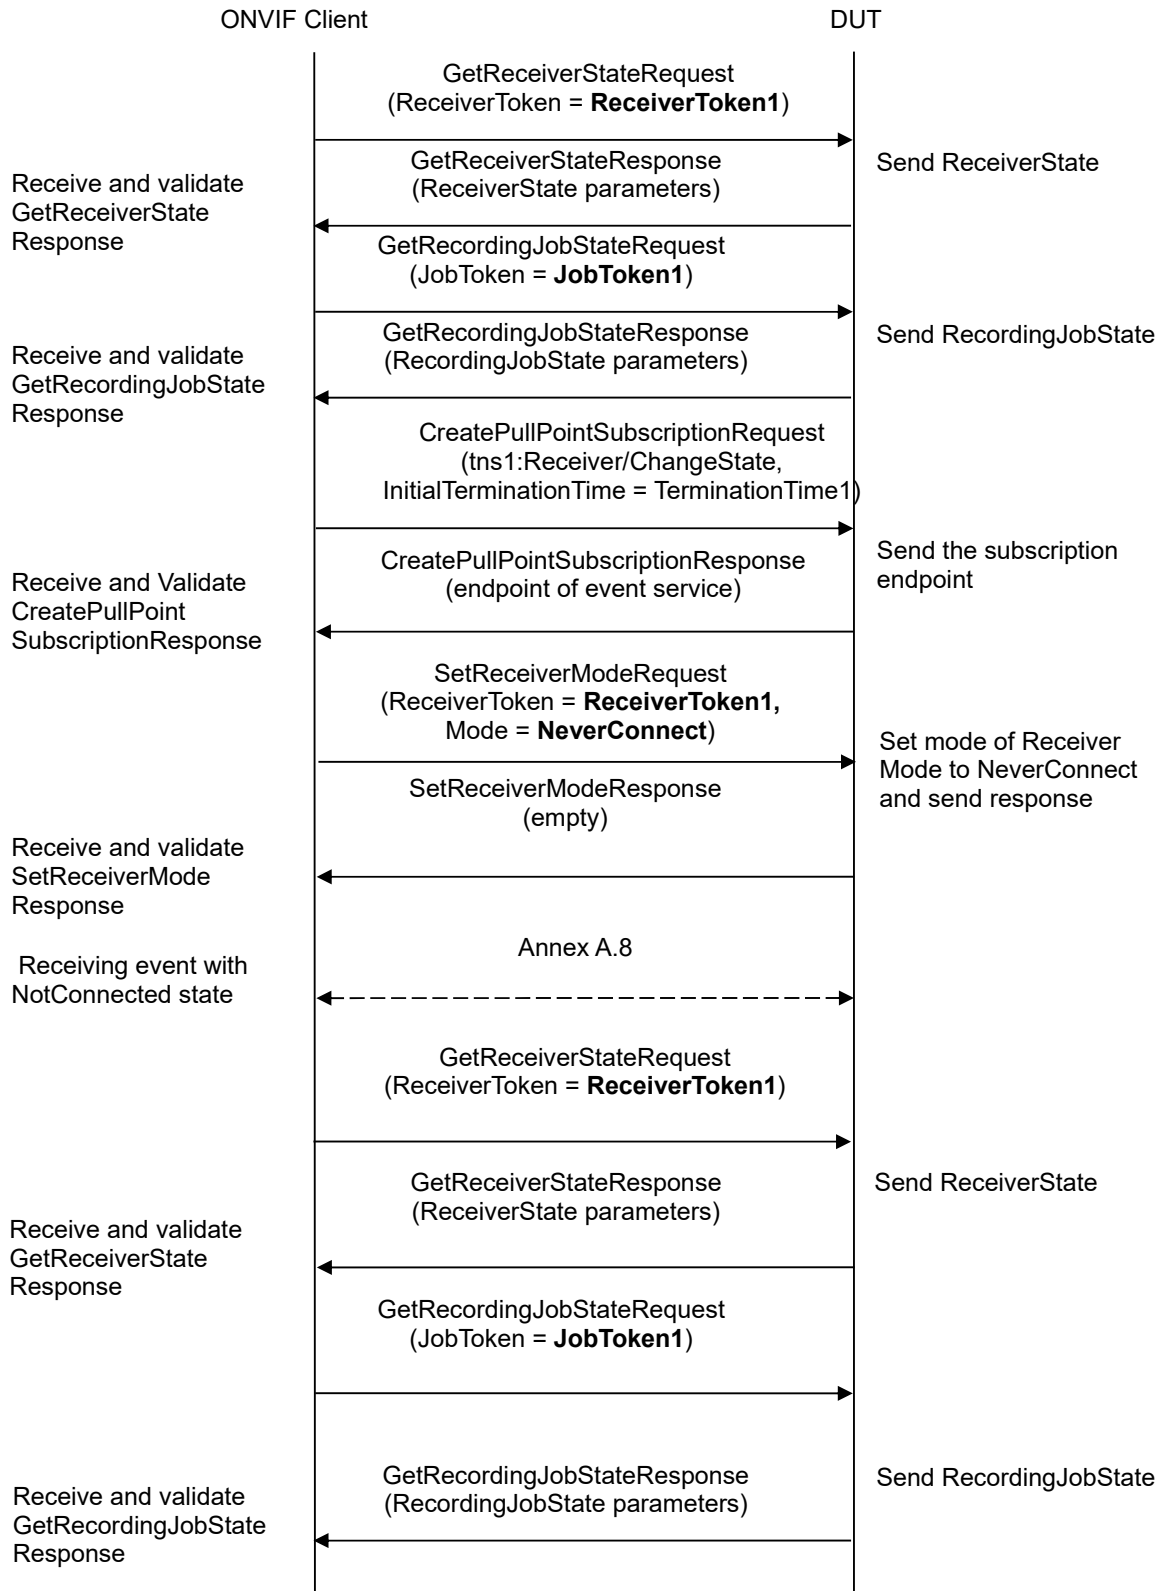 ONVIF Client
DUT
GetReceiverStateRequest
(ReceiverToken = ReceiverToken1)
Send ReceiverState
GetReceiverStateResponse
(ReceiverState parameters)
Receive and validate
GetReceiverState
Response
GetRecordingJobStateRequest
(JobToken = JobToken1)
Send RecordingJobState
GetRecordingJobStateResponse
(RecordingJobState parameters)
Receive and validate
GetRecordingJobState
Response
CreatePullPointSubscriptionRequest
(tns1:Receiver/ChangeState,
InitialTerminationTime = TerminationTime1)
Send the subscription
endpoint
CreatePullPointSubscriptionResponse
(endpoint of event service)
Receive and Validate
CreatePullPoint
SubscriptionResponse
SetReceiverModeRequest
(ReceiverToken = ReceiverToken1,
Mode = NeverConnect)
Set mode of Receiver
Mode to NeverConnect
and send response
SetReceiverModeResponse
(empty)
Receive and validate
SetReceiverMode
Response
Annex A.8
Receiving event with
NotConnected state
GetReceiverStateRequest
(ReceiverToken = ReceiverToken1)
Send ReceiverState
GetReceiverStateResponse
(ReceiverState parameters)
Receive and validate
GetReceiverState
Response
GetRecordingJobStateRequest
(JobToken = JobToken1)
Send RecordingJobState
GetRecordingJobStateResponse
(RecordingJobState parameters)
Receive and validate
GetRecordingJobState
Response